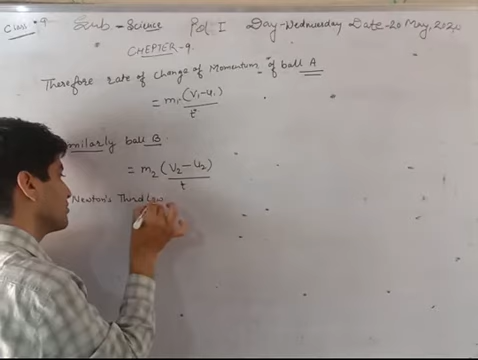 Class - 9 Sub. - Science Pd. I Day - Wednesday Date - 20 May, 2020
CHEPTER - 9.
Therefore rate of change of Momentum of ball A
= m₁ (V₁ - u₁) / t
milarly ball B
= m₂ (V₂ - u₂) / t
Newton's Third Law